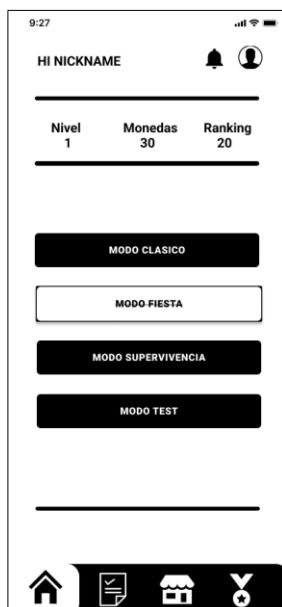 9:27
HI NICKNAME
Nivel Monedas Ranking
1 30 20
MODO CLASICO
MODO FIESTA
MODO SUPERVIVENCIA
MODO TEST